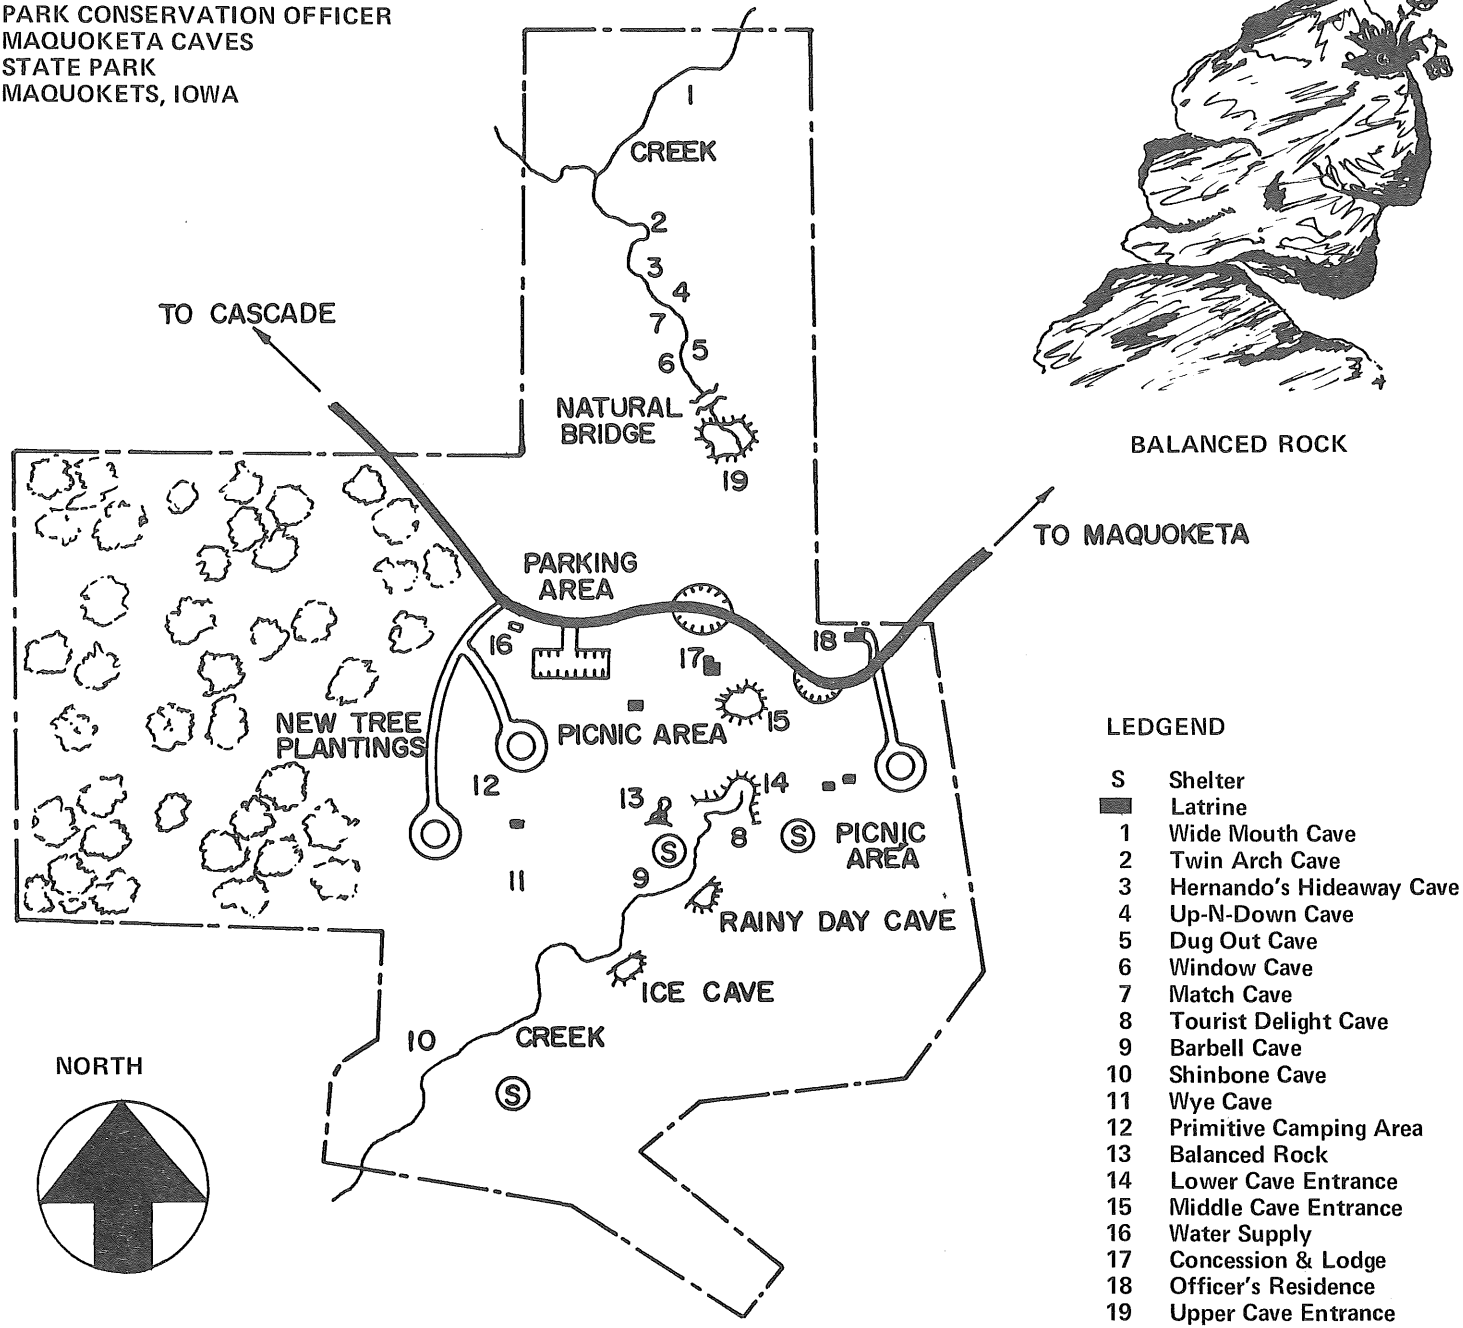 PARK CONSERVATION OFFICER
MAQUOKETA CAVES
STATE PARK
MAQUOKETS, IOWA
1
CREEK
2
3
4
7
5
6
TO CASCADE
NATURAL
BRIDGE
19
BALANCED ROCK
TO MAQUOKETA
PARKING
AREA
16
18
17
15
NEW TREE
PLANTINGS
PICNIC AREA
12
13
14
8
S
S
PICNIC
AREA
11
9
RAINY DAY CAVE
ICE CAVE
10
CREEK
S
NORTH
LEDGEND
S Shelter
Latrine
1 Wide Mouth Cave
2 Twin Arch Cave
3 Hernando's Hideaway Cave
4 Up-N-Down Cave
5 Dug Out Cave
6 Window Cave
7 Match Cave
8 Tourist Delight Cave
9 Barbell Cave
10 Shinbone Cave
11 Wye Cave
12 Primitive Camping Area
13 Balanced Rock
14 Lower Cave Entrance
15 Middle Cave Entrance
16 Water Supply
17 Concession & Lodge
18 Officer's Residence
19 Upper Cave Entrance